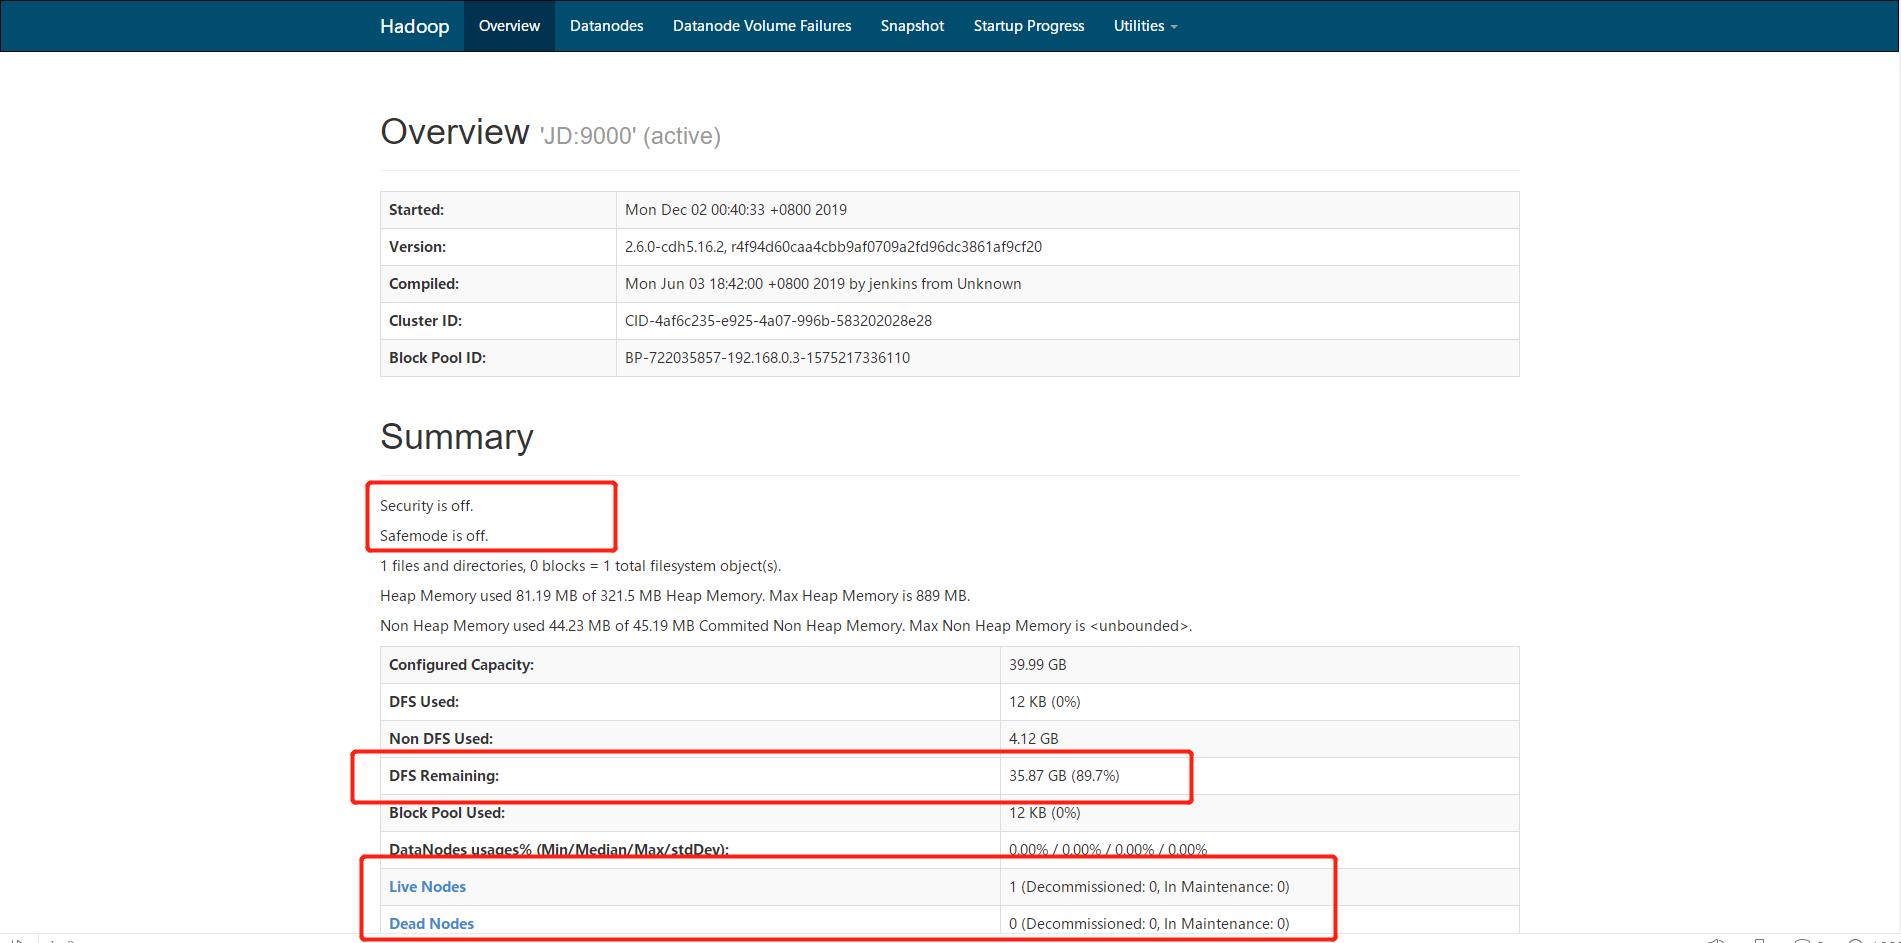 Hadoop Overview Datanodes Datanode Volume Failures Snapshot Startup Progress Utilities
Overview 'JD:9000' (active)
Started: Mon Dec 02 00:40:33 +0800 2019
Version: 2.6.0-cdh5.16.2, r4f94d60caa4cbb9af0709a2fd96dc3861af9cf20
Compiled: Mon Jun 03 18:42:00 +0800 2019 by jenkins from Unknown
Cluster ID: CID-4af6c235-e925-4a07-996b-583202028e28
Block Pool ID: BP-722035857-192.168.0.3-1575217336110
Summary
Security is off.
Safemode is off.
1 files and directories, 0 blocks = 1 total filesystem object(s).
Heap Memory used 81.19 MB of 321.5 MB Heap Memory. Max Heap Memory is 889 MB.
Non Heap Memory used 44.23 MB of 45.19 MB Commited Non Heap Memory. Max Non Heap Memory is <unbounded>.
Configured Capacity: 39.99 GB
DFS Used: 12 KB (0%)
Non DFS Used: 4.12 GB
DFS Remaining: 35.87 GB (89.7%)
Block Pool Used: 12 KB (0%)
DataNodes usages% (Min/Median/Max/stdDev): 0.00% / 0.00% / 0.00% / 0.00%
Live Nodes 1 (Decommissioned: 0, In Maintenance: 0)
Dead Nodes 0 (Decommissioned: 0, In Maintenance: 0)